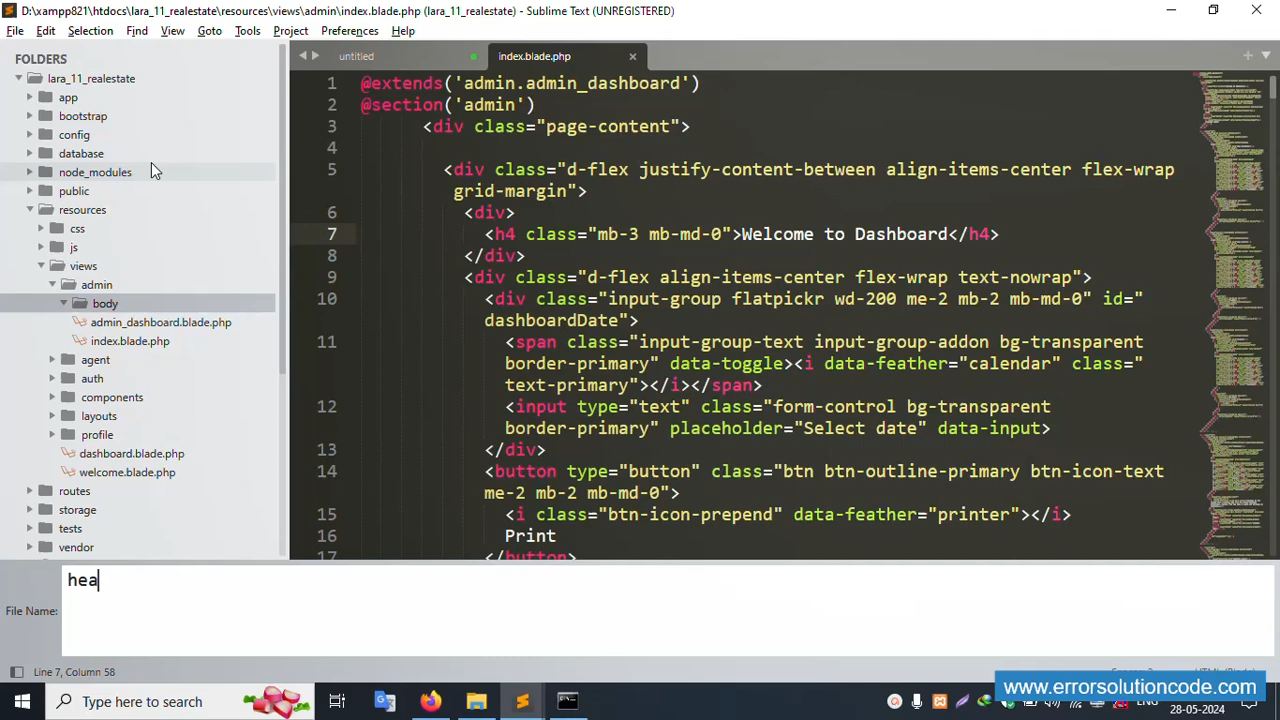 D:\xampp821\htdocs\lara_11_realestate\resources\views\admin\index.blade.php (lara_11_realestate) - Sublime Text (UNREGISTERED)
File Edit Selection Find View Goto Tools Project Preferences Help
FOLDERS
lara_11_realestate
app
bootstrap
config
database
node_modules
public
resources
css
js
views
admin
body
admin_dashboard.blade.php
index.blade.php
agent
auth
components
layouts
profile
dashboard.blade.php
welcome.blade.php
routes
storage
tests
vendor
untitled
index.blade.php
1 @extends('admin.admin_dashboard')
2 @section('admin')
3 <div class="page-content">
4
5 <div class="d-flex justify-content-between align-items-center flex-wrap
grid-margin">
6 <div>
7 <h4 class="mb-3 mb-md-0">Welcome to Dashboard</h4>
8 </div>
9 <div class="d-flex align-items-center flex-wrap text-nowrap">
10 <div class="input-group flatpickr wd-200 me-2 mb-2 mb-md-0" id="
dashboardDate">
11 <span class="input-group-text input-group-addon bg-transparent
border-primary" data-toggle><i data-feather="calendar" class="
text-primary"></i></span>
12 <input type="text" class="form-control bg-transparent
border-primary" placeholder="Select date" data-input>
13 </div>
14 <button type="button" class="btn btn-outline-primary btn-icon-text
me-2 mb-2 mb-md-0">
15 <i class="btn-icon-prepend" data-feather="printer"></i>
16 Print
17 </button>
hea
File Name:
Line 7, Column 58
Type here to search
www.errorsolutioncode.com
28-05-2024